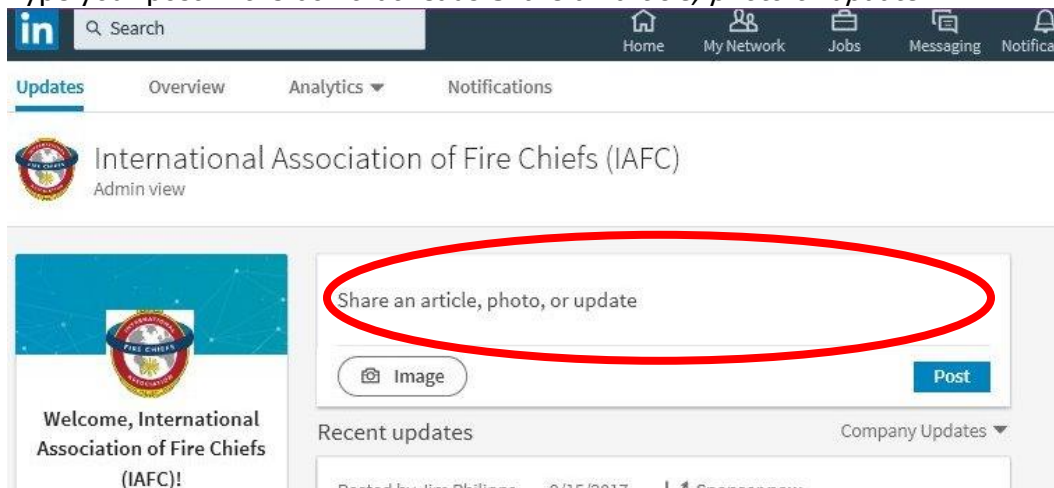 in Search
Home My Network Jobs Messaging Notifica
Updates Overview Analytics Notifications
International Association of Fire Chiefs (IAFC)
Admin view
Share an article, photo, or update
Image Post
Welcome, International
Association of Fire Chiefs
(IAFC)!
Recent updates Company Updates